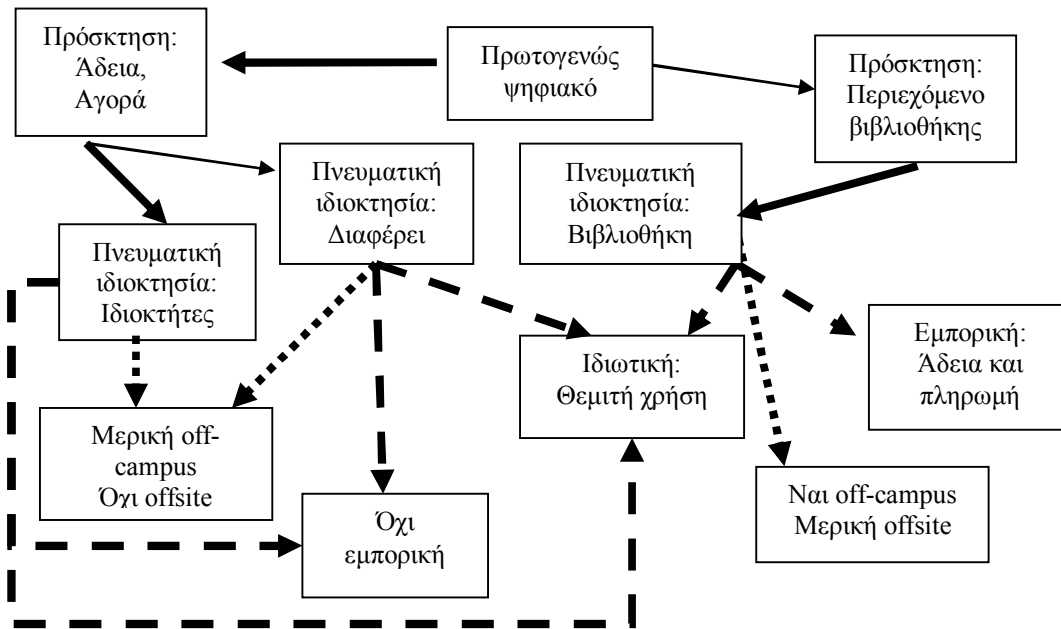 Πρόσκτηση:
Άδεια,
Αγορά
Πρωτογενώς
ψηφιακό
Πρόσκτηση:
Περιεχόμενο
βιβλιοθήκης
Πνευματική
ιδιοκτησία:
Διαφέρει
Πνευματική
ιδιοκτησία:
Βιβλιοθήκη
Πνευματική
ιδιοκτησία:
Ιδιοκτήτες
Ιδιωτική:
Θεμιτή χρήση
Εμπορική:
Άδεια και
πληρωμή
Μερική off-
campus
Όχι offsite
Όχι
εμπορική
Ναι off-campus
Μερική offsite